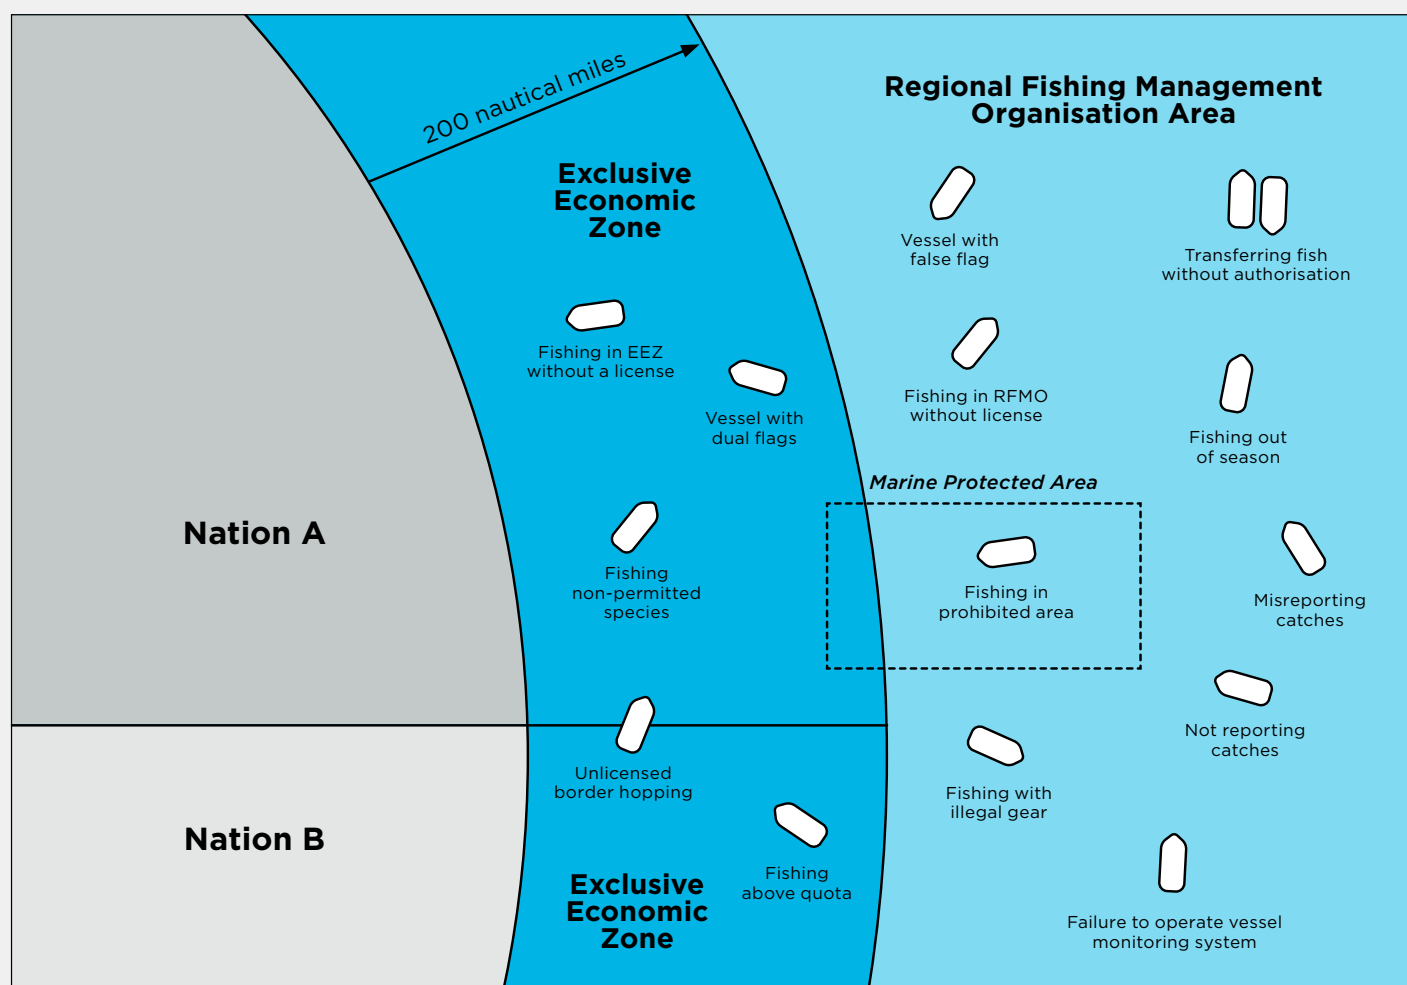 200 nautical miles
Regional Fishing Management
Organisation Area
Exclusive
Economic
Zone
Vessel with
false flag
Transferring fish
without authorisation
Fishing in EEZ
without a license
Vessel with
dual flags
Fishing in RFMO
without license
Fishing out
of season
Marine Protected Area
Nation A
Fishing
non-permitted
species
Fishing in
prohibited area
Misreporting
catches
Not reporting
catches
Unlicensed
border hopping
Fishing with
illegal gear
Nation B
Fishing
above quota
Exclusive
Economic
Zone
Failure to operate vessel
monitoring system